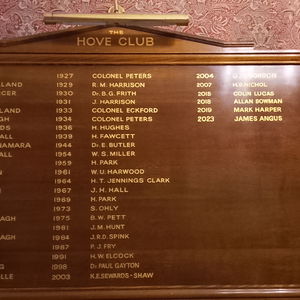 THE
HOVE CLUB
1927 COLONEL PETERS
LAND 1929 R.M. HARRISON
CER 1930 Dr. B.G. FRITH
1931 J. HARRISON
LAND 1933 COLONEL ECKFORD
GH 1934 COLONEL PETERS
DS 1936 H. HUGHES
ALL 1939 H. FAWCETT
NAMARA 1944 Dr. E. BUTLER
ALL 1954 W. S. MILLER
1959 H. PARK
1961 W.U. HARWOOD
1964 H.T. JENNINGS CLARK
1967 J.H. HALL
1969 H. PARK
1973 S. OHLY
AGH 1975 B.W. PETT
1981 J.M. HUNT
AGH 1984 J.R.D. SPINK
1987 P.J. FRY
1991 H.W. ELCOCK
G 1998 Dr PAUL GAYTON
LLE 2003 K.E. SEWARDS - SHAW
2004
2007 NICHOL
2015 COLIN LUCAS
2018 ALLAN BOWMAN
2019 MARK HARPER
2023 JAMES ANGUS